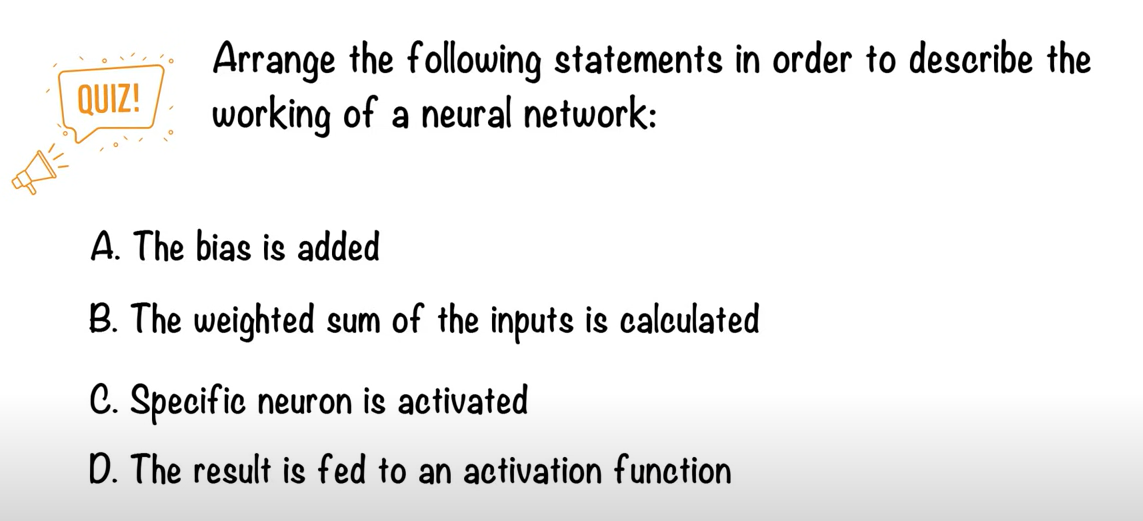 QUIZ!
Arrange the following statements in order to describe the
working of a neural network:
A. The bias is added
B. The weighted sum of the inputs is calculated
C. Specific neuron is activated
D. The result is fed to an activation function